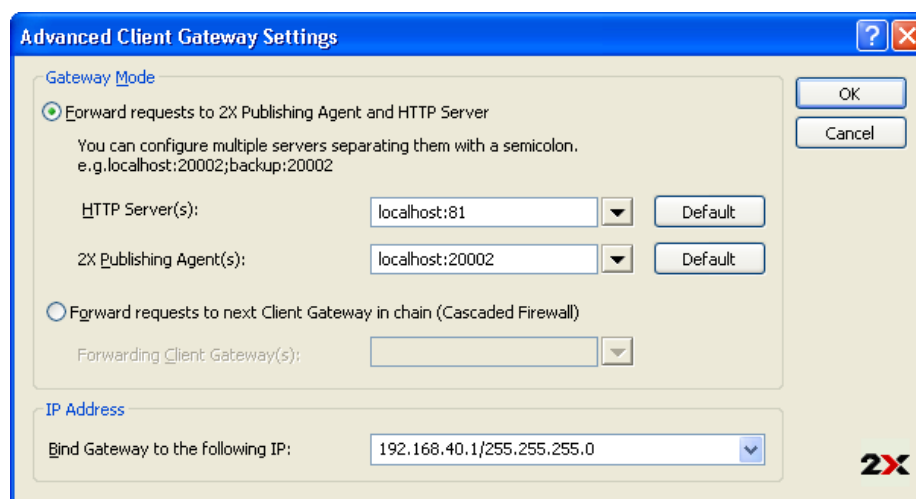 Advanced Client Gateway Settings
Gateway Mode
Forward requests to 2X Publishing Agent and HTTP Server
You can configure multiple servers separating them with a semicolon.
e.g.localhost:20002;backup:20002
HTTP Server(s): localhost:81 Default
2X Publishing Agent(s): localhost:20002 Default
Forward requests to next Client Gateway in chain (Cascaded Firewall)
Forwarding Client Gateway(s):
IP Address
Bind Gateway to the following IP: 192.168.40.1/255.255.255.0
OK
Cancel
2X